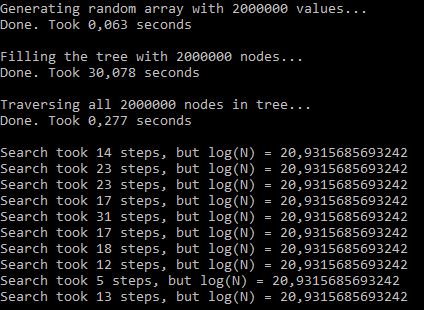 Generating random array with 2000000 values...
Done. Took 0,063 seconds
Filling the tree with 2000000 nodes...
Done. Took 30,078 seconds
Traversing all 2000000 nodes in tree...
Done. Took 0,277 seconds
Search took 14 steps, but log(N) = 20,9315685693242
Search took 23 steps, but log(N) = 20,9315685693242
Search took 23 steps, but log(N) = 20,9315685693242
Search took 17 steps, but log(N) = 20,9315685693242
Search took 31 steps, but log(N) = 20,9315685693242
Search took 17 steps, but log(N) = 20,9315685693242
Search took 18 steps, but log(N) = 20,9315685693242
Search took 12 steps, but log(N) = 20,9315685693242
Search took 5 steps, but log(N) = 20,9315685693242
Search took 13 steps, but log(N) = 20,9315685693242